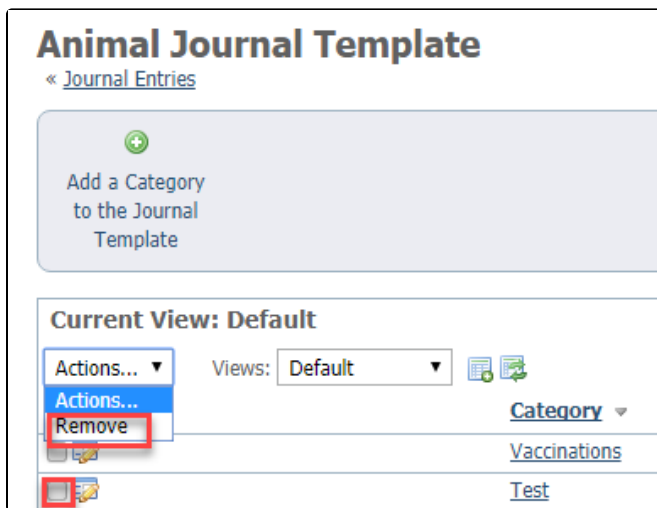 Animal Journal Template
« Journal Entries
Add a Category
to the Journal
Template
Current View: Default
Actions... ▼ Views: Default ▼
Actions...
Remove
Category
Vaccinations
Test